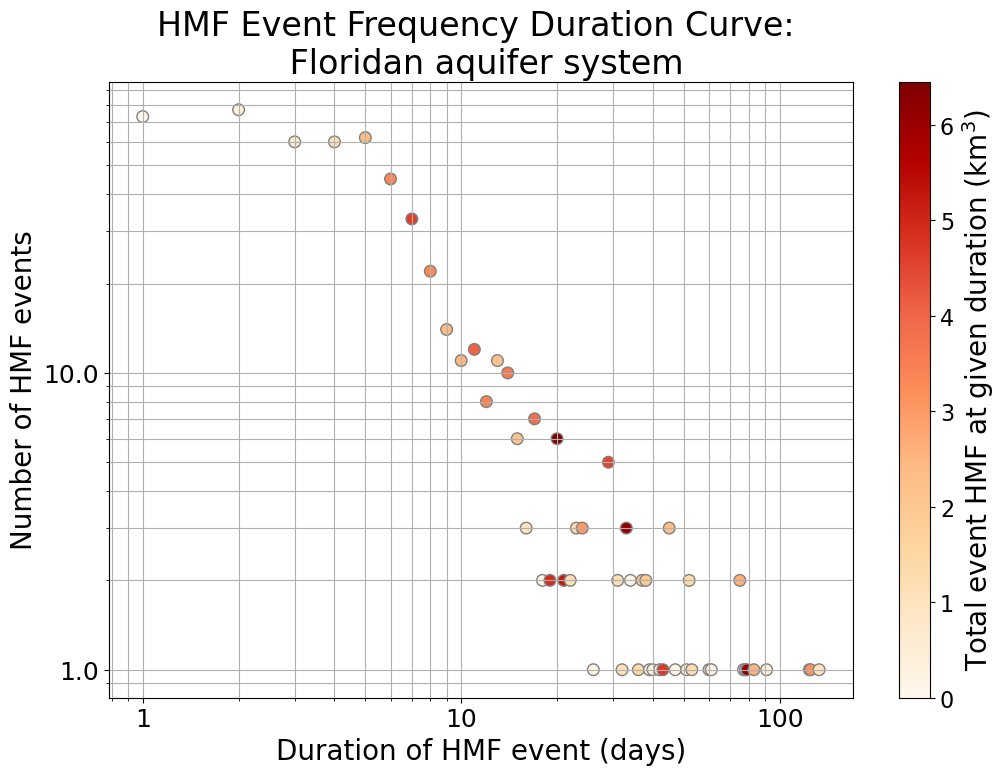 HMF Event Frequency Duration Curve:
Floridan aquifer system
Number of HMF events
10.0
1.0
1
10
100
Duration of HMF event (days)
6
5
4
3
2
1
0
Total event HMF at given duration (km³)